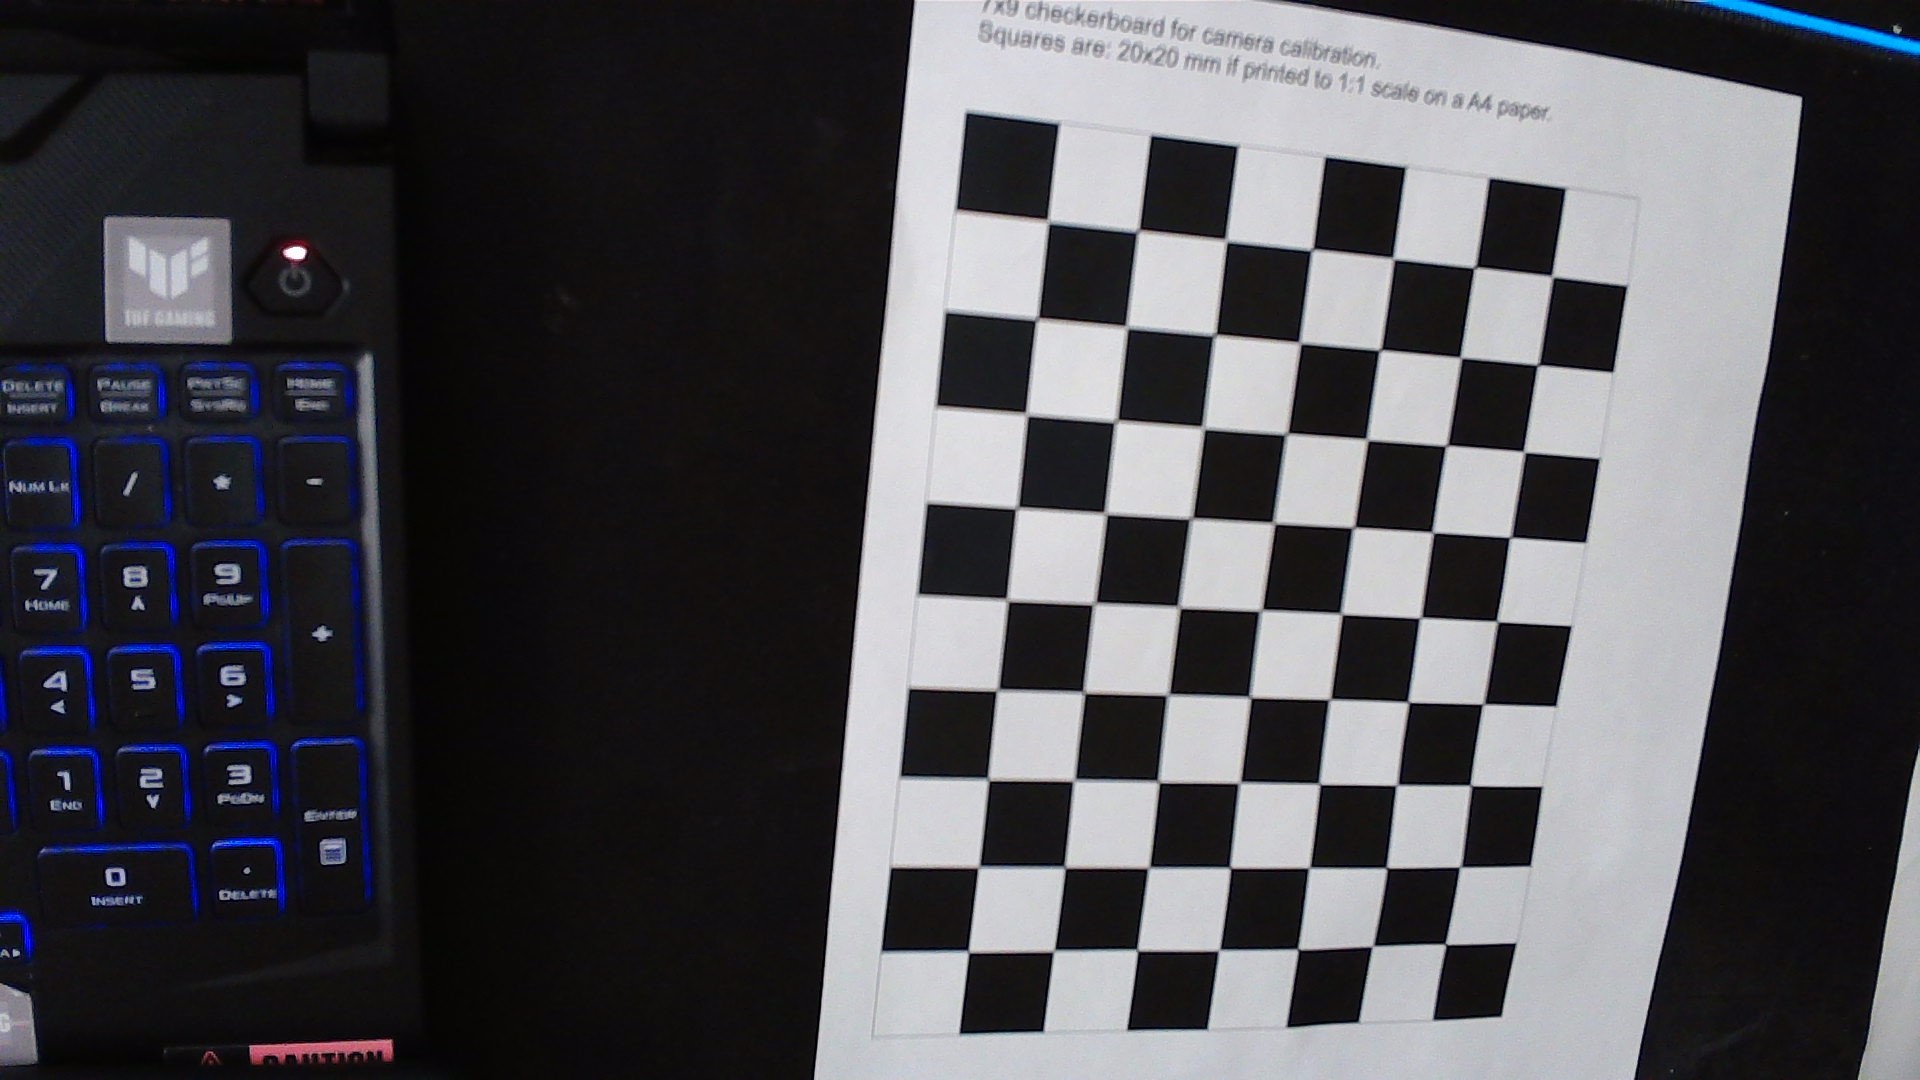 7x9 checkerboard for camera calibration.
Squares are: 20x20 mm if printed to 1:1 scale on a A4 paper.
TUF GAMING
DELETE PAUSE PRTSC HOME
INSERT BREAK SYSRQ END
NUM LK / * -
7 8 9
HOME PGUP
+
4 5 6
1 2 3
END PGDN
ENTER
0 .
INSERT DELETE
A
G
CAUTION